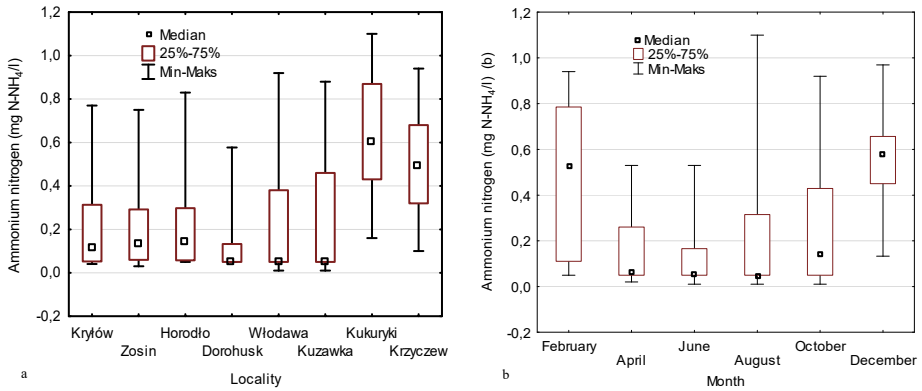 Ammonium nitrogen (mg N-NH4/l)
1,2
1,0
0,8
0,6
0,4
0,2
0,0
-0,2
Median
25%-75%
Min-Maks
Kryłów Horodło Włodawa Kukuryki
Zosin Dorohusk Kuzawka Krzyczew
Locality
a
Ammonium nitrogen (mg N-NH4/l) (b)
1,2
1,0
0,8
0,6
0,4
0,2
0,0
-0,2
Median
25%-75%
Min-Maks
February June October
April August December
Month
b